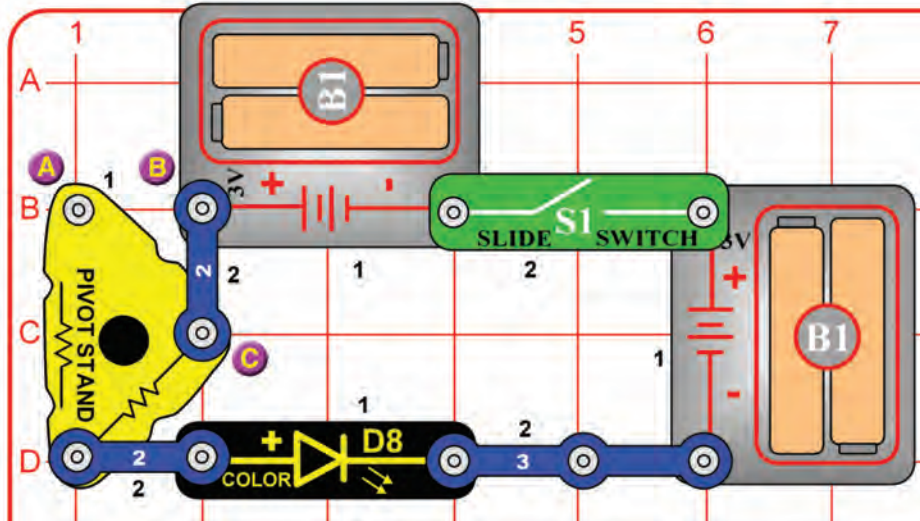 1 5 6 7
A
B1
A
1
B
3V
+
-
B
S1
SLIDE SWITCH
3V
2
2
1
2
+
PIVOT STAND
C
C
1
B1
-
1
+
D8
2
D
2
COLOR
3
2